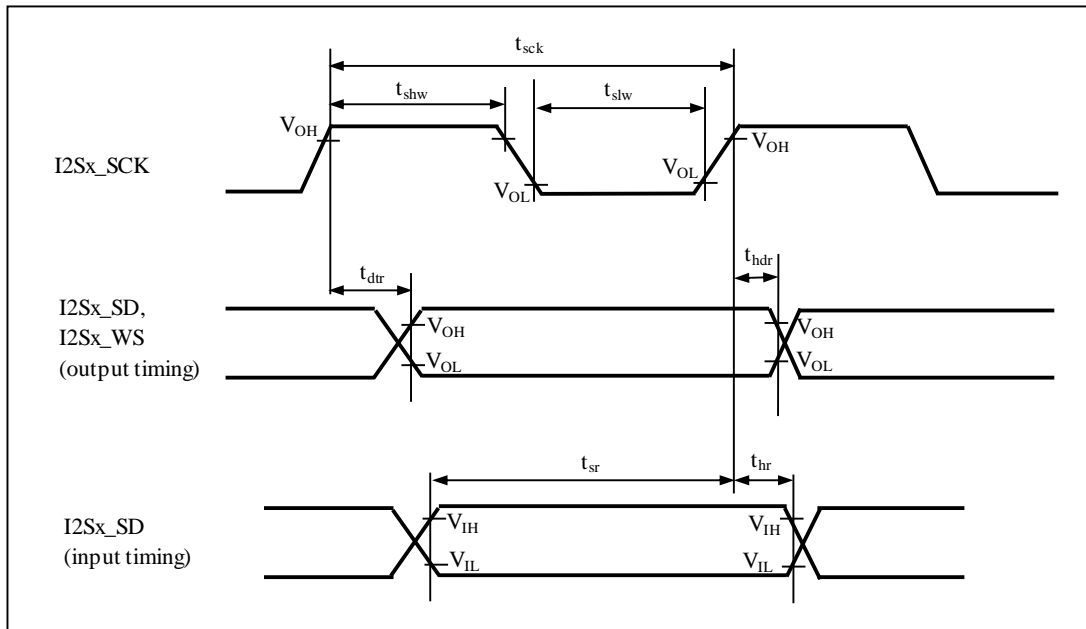 t_sck
t_shw
t_slw
V_OH
V_OH
I2Sx_SCK
V_OL
V_OL
t_dtr
t_hdr
I2Sx_SD,
I2Sx_WS
(output timing)
V_OH
V_OH
V_OL
V_OL
t_sr
t_hr
I2Sx_SD
(input timing)
V_IH
V_IH
V_IL
V_IL